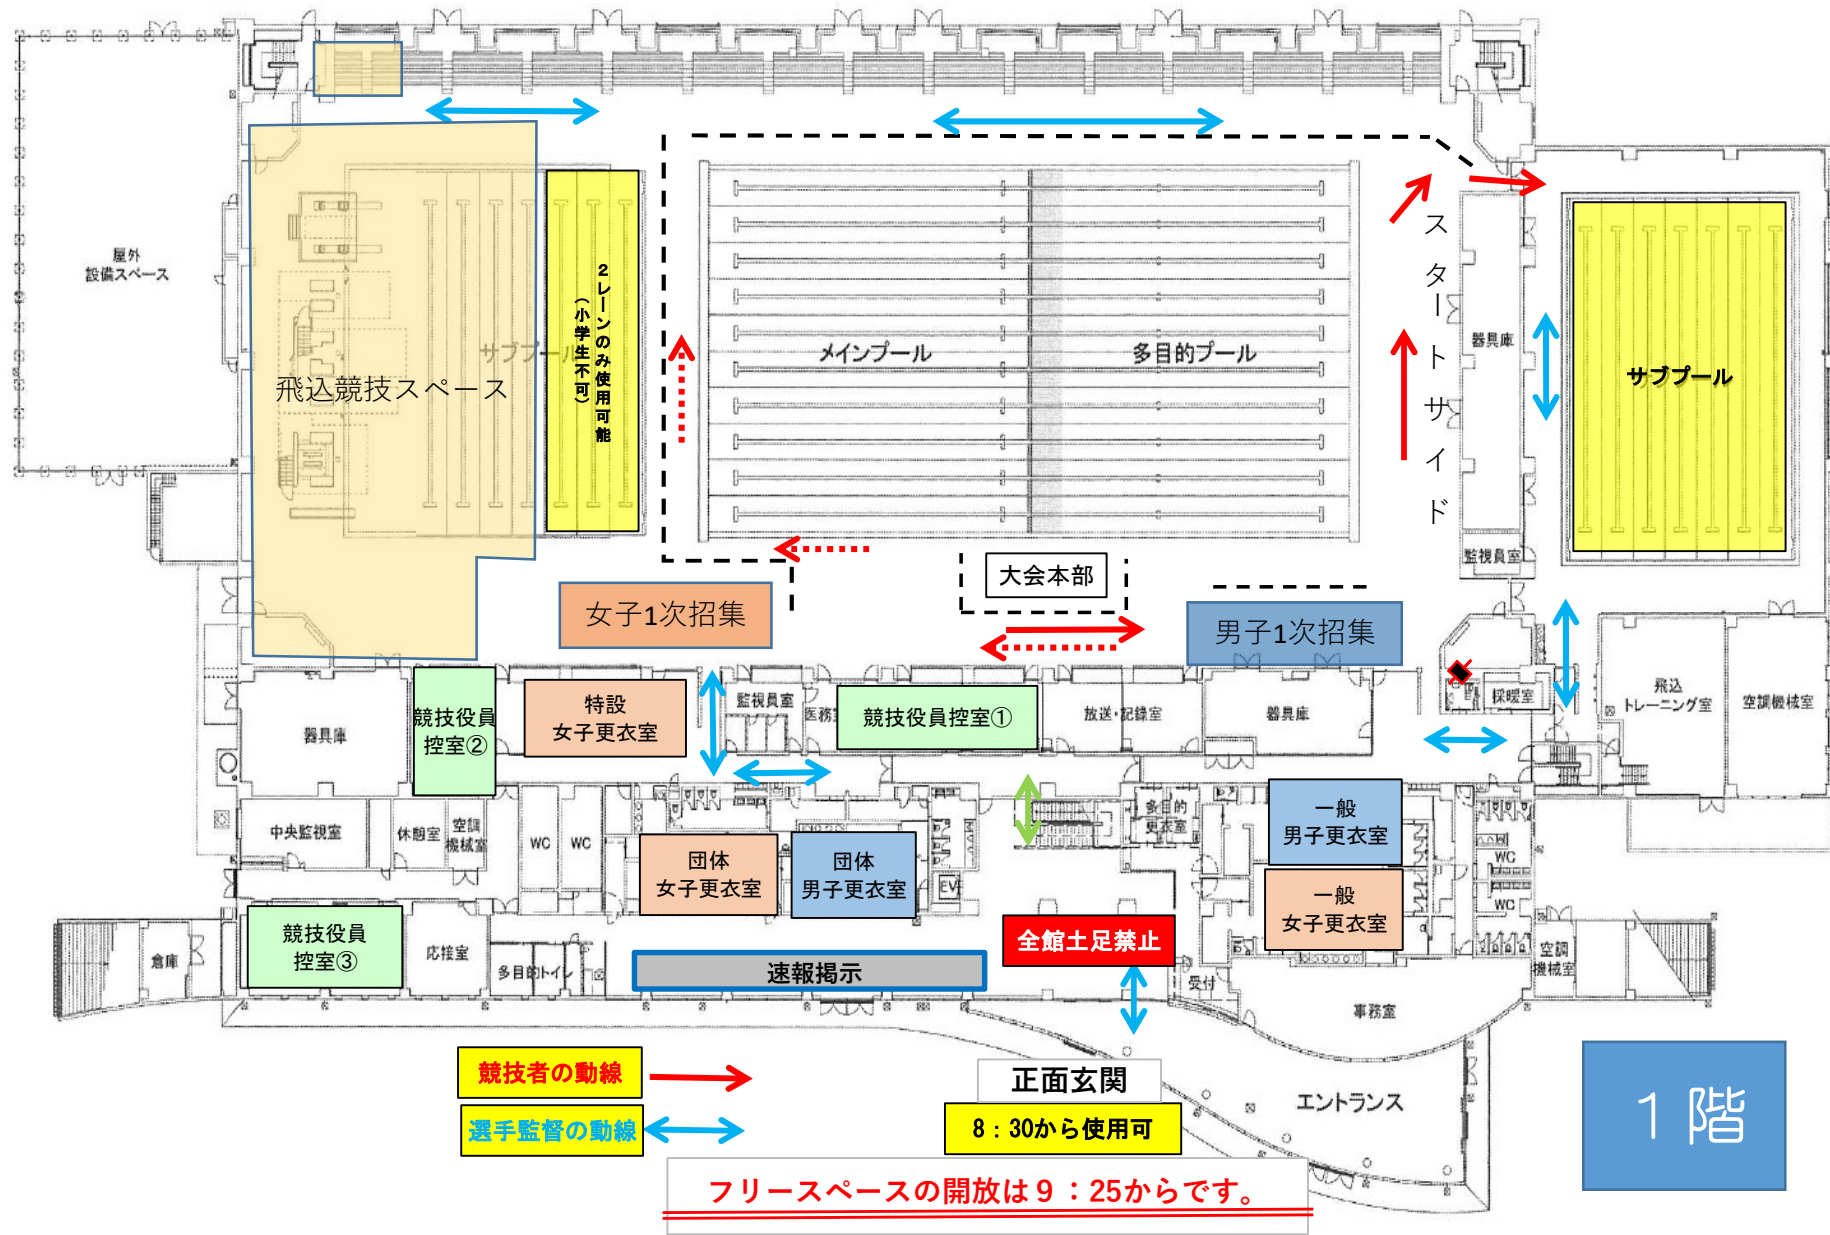 屋外
設備スペース
飛込競技スペース
サブプール
2レーンのみ使用可能
(小学生不可)
メインプール
多目的プール
スタートサイド
器具庫
サブプール
監視員室
大会本部
女子1次招集
男子1次招集
器具庫
競技役員
控室②
特設
女子更衣室
監視員室
医務
競技役員控室①
放送・記録室
器具庫
採暖室
飛込
トレーニング室
空調機械室
中央監視室
休憩室
空調
機械室
WC
WC
団体
女子更衣室
団体
男子更衣室
EV
多目的
更衣室
一般
男子更衣室
一般
女子更衣室
WC
WC
倉庫
競技役員
控室③
応接室
多目的トイレ
速報掲示
全館土足禁止
受付
事務室
空調
機械室
競技者の動線
選手監督の動線
正面玄関
8：30から使用可
エントランス
1階
フリースペースの開放は9：25からです。